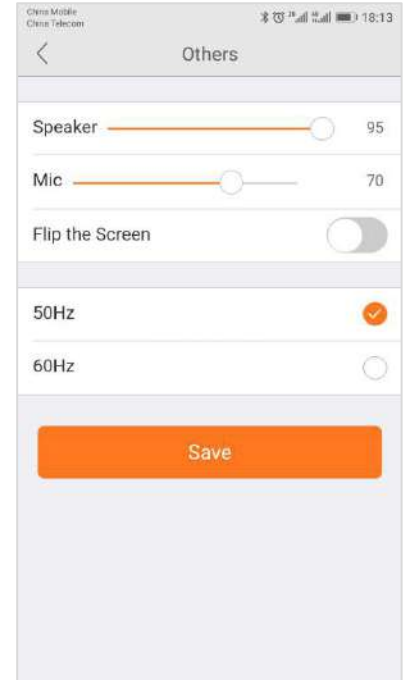 China Mobile
China Telecom
18:13
Others
Speaker 95
Mic 70
Flip the Screen
50Hz
60Hz
Save